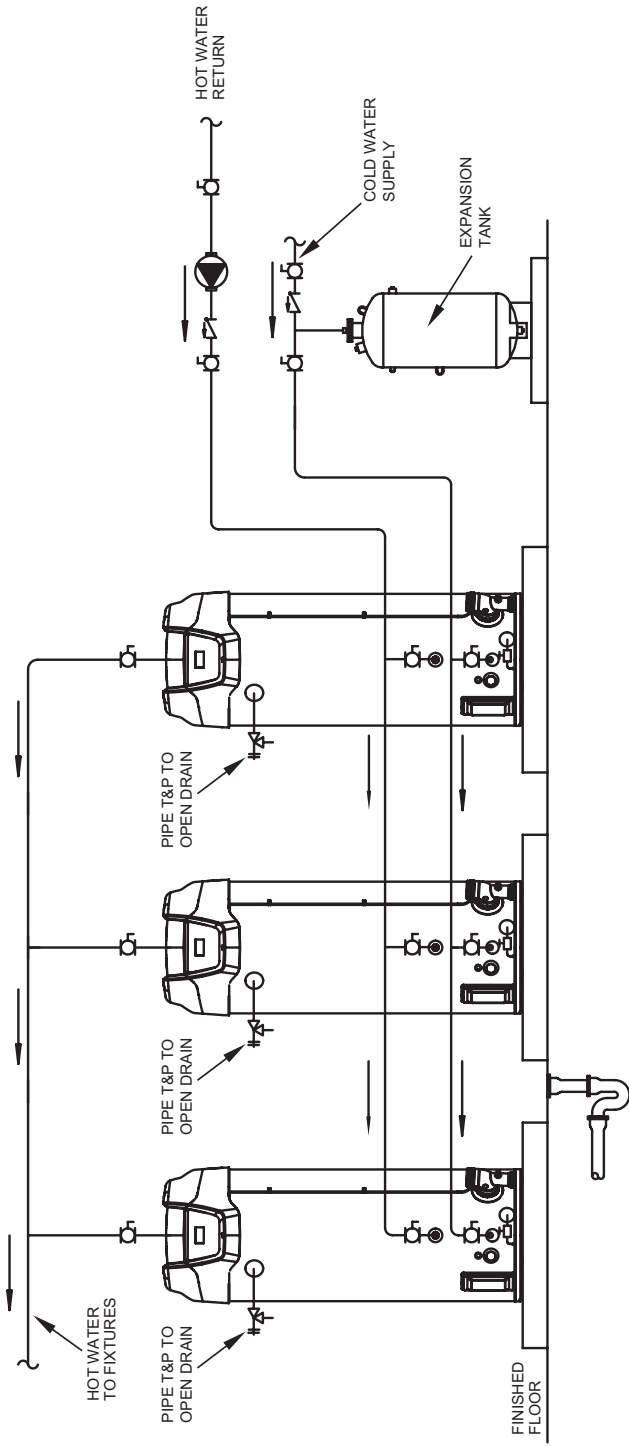 HOT WATER
TO FIXTURES
PIPE T&P TO
OPEN DRAIN
PIPE T&P TO
OPEN DRAIN
PIPE T&P TO
OPEN DRAIN
HOT WATER
RETURN
COLD WATER
SUPPLY
EXPANSION
TANK
FINISHED
FLOOR